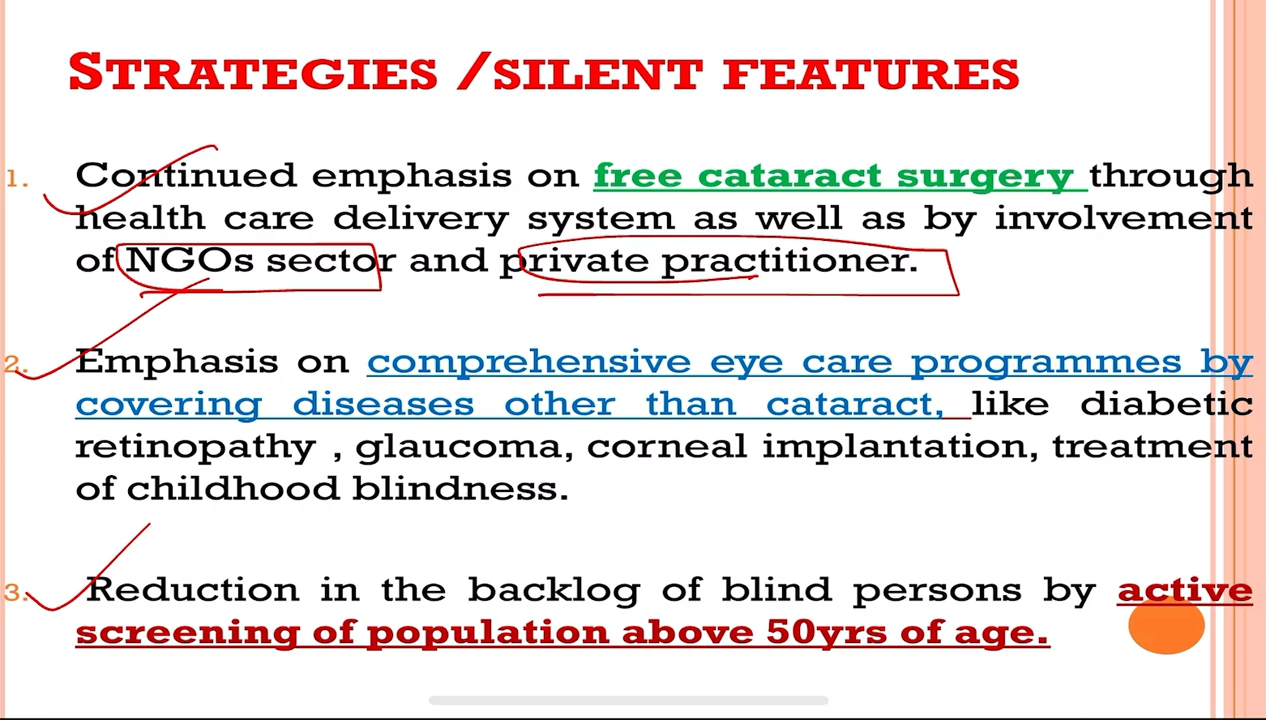 STRATEGIES /SILENT FEATURES
1. Continued emphasis on free cataract surgery through
health care delivery system as well as by involvement
of NGOs sector and private practitioner.
2. Emphasis on comprehensive eye care programmes by
covering diseases other than cataract, like diabetic
retinopathy , glaucoma, corneal implantation, treatment
of childhood blindness.
3. Reduction in the backlog of blind persons by active
screening of population above 50yrs of age.